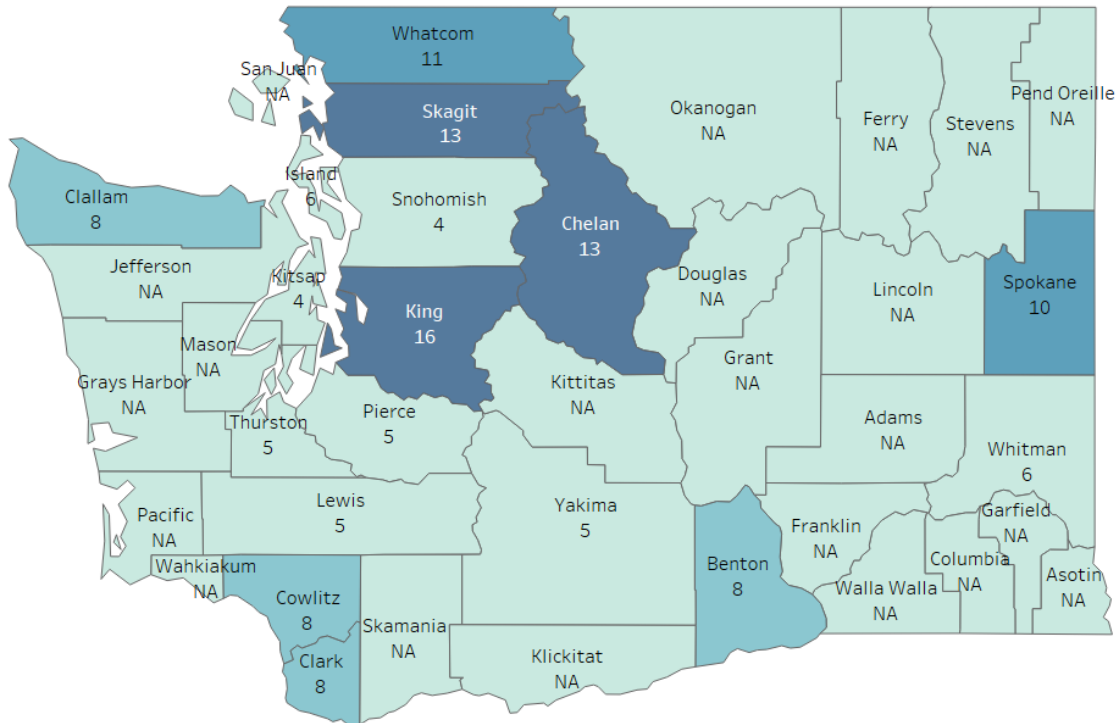 Whatcom
11
San Juan
NA
Skagit
13
Okanogan
NA
Ferry
NA
Stevens
NA
Pend Oreille
NA
Clallam
8
Island
6
Snohomish
4
Chelan
13
Jefferson
NA
Kitsap
4
Douglas
NA
Lincoln
NA
Spokane
10
King
16
Mason
NA
Grays Harbor
NA
Kittitas
NA
Grant
NA
Thurston
5
Pierce
5
Adams
NA
Whitman
6
Lewis
5
Yakima
5
Pacific
NA
Franklin
NA
Garfield
NA
Wahkiakum
NA
Benton
8
Columbia
NA
Asotin
NA
Walla Walla
NA
Cowlitz
8
Skamania
NA
Clark
8
Klickitat
NA